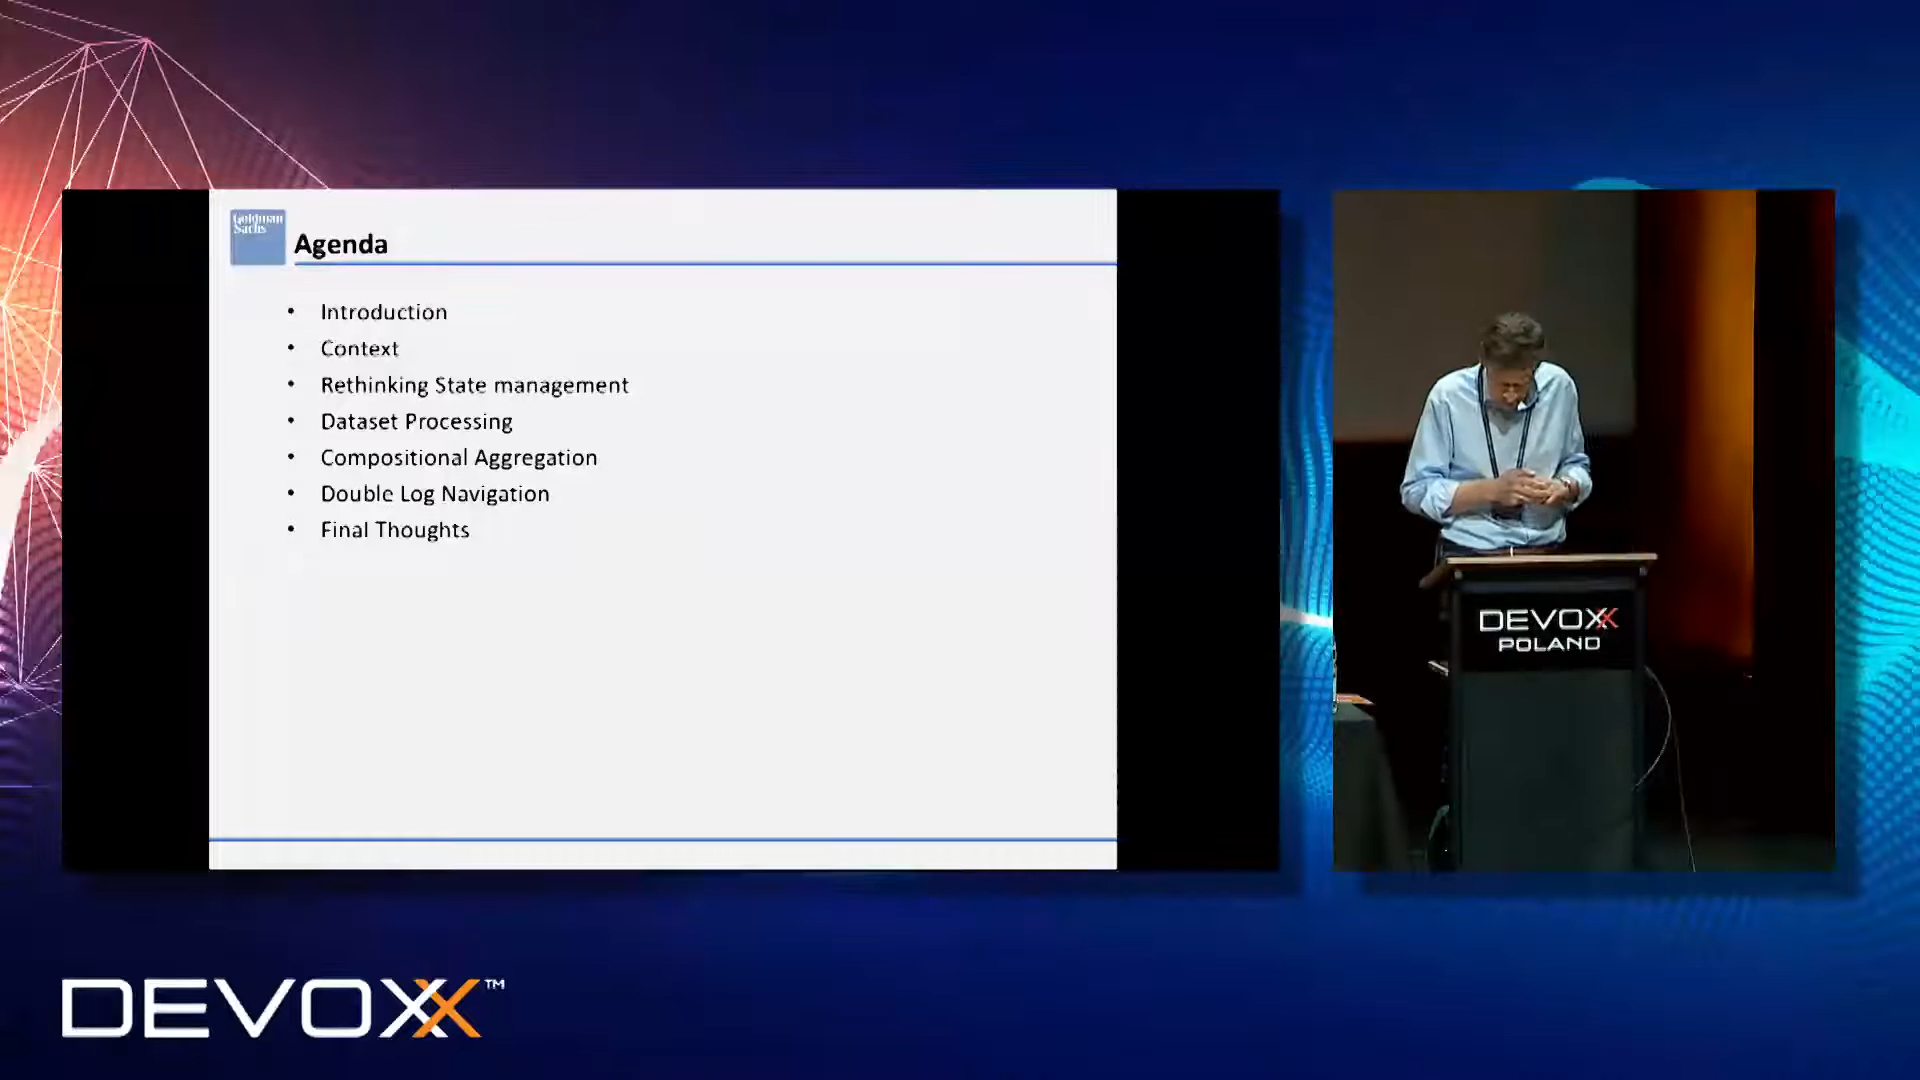 Goldman
Sachs
Agenda
• Introduction
• Context
• Rethinking State management
• Dataset Processing
• Compositional Aggregation
• Double Log Navigation
• Final Thoughts
DEVOXX
POLAND
DEVOXX™